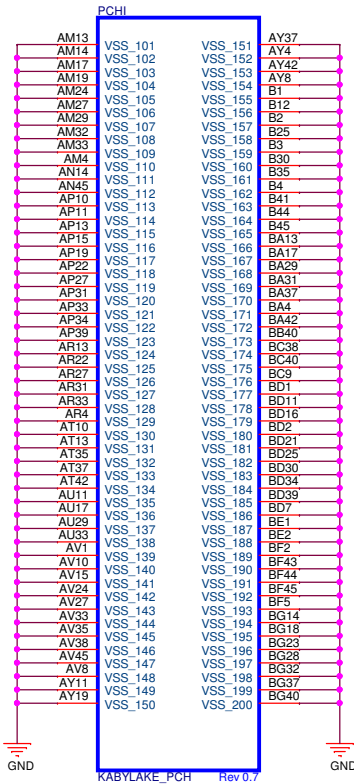 PCHI
AM13 VSS_101 VSS_151 AY37
AM14 VSS_102 VSS_152 AY4
AM17 VSS_103 VSS_153 AY42
AM19 VSS_104 VSS_154 AY8
AM24 VSS_105 VSS_155 B1
AM27 VSS_106 VSS_156 B12
AM29 VSS_107 VSS_157 B2
AM32 VSS_108 VSS_158 B25
AM33 VSS_109 VSS_159 B3
AM4 VSS_110 VSS_160 B30
AN14 VSS_111 VSS_161 B35
AN45 VSS_112 VSS_162 B4
AP10 VSS_113 VSS_163 B41
AP11 VSS_114 VSS_164 B44
AP13 VSS_115 VSS_165 B45
AP15 VSS_116 VSS_166 BA13
AP19 VSS_117 VSS_167 BA17
AP22 VSS_118 VSS_168 BA29
AP27 VSS_119 VSS_169 BA31
AP31 VSS_120 VSS_170 BA37
AP33 VSS_121 VSS_171 BA4
AP34 VSS_122 VSS_172 BA42
AP39 VSS_123 VSS_173 BB40
AR13 VSS_124 VSS_174 BC38
AR22 VSS_125 VSS_175 BC40
AR27 VSS_126 VSS_176 BC9
AR31 VSS_127 VSS_177 BD1
AR33 VSS_128 VSS_178 BD11
AR4 VSS_129 VSS_179 BD16
AT10 VSS_130 VSS_180 BD2
AT13 VSS_131 VSS_181 BD21
AT35 VSS_132 VSS_182 BD25
AT37 VSS_133 VSS_183 BD30
AT42 VSS_134 VSS_184 BD34
AU11 VSS_135 VSS_185 BD39
AU17 VSS_136 VSS_186 BD7
AU29 VSS_137 VSS_187 BE1
AU33 VSS_138 VSS_188 BE2
AV1 VSS_139 VSS_189 BF2
AV10 VSS_140 VSS_190 BF43
AV15 VSS_141 VSS_191 BF44
AV24 VSS_142 VSS_192 BF45
AV27 VSS_143 VSS_193 BF5
AV33 VSS_144 VSS_194 BG14
AV35 VSS_145 VSS_195 BG18
AV38 VSS_146 VSS_196 BG23
AV45 VSS_147 VSS_197 BG28
AV8 VSS_148 VSS_198 BG32
AY11 VSS_149 VSS_199 BG37
AY19 VSS_150 VSS_200 BG40
GND GND
KABYLAKE_PCH Rev 0.7